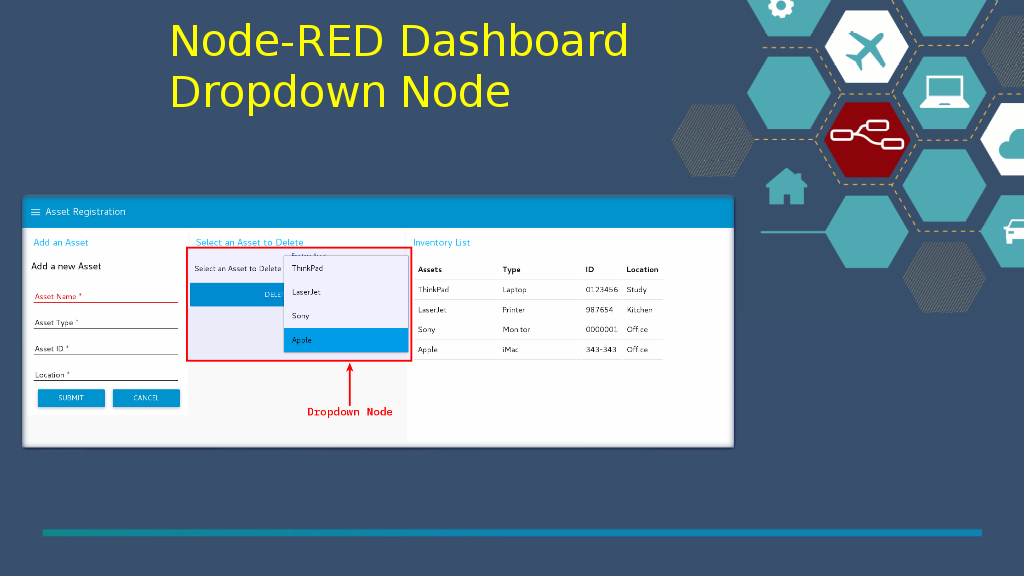 Node-RED Dashboard
Dropdown Node
Asset Registration
Add an Asset
Add a new Asset
Asset Name *
Asset Type *
Asset ID *
Location *
SUBMIT CANCEL
Select an Asset to Delete
Select an Asset to Delete
DELE
ThinkPad
LaserJet
Sony
Apple
Dropdown Node
Inventory List
Assets Type ID Location
ThinkPad Laptop 0123456 Study
LaserJet Printer 987654 Kitchen
Sony Monitor 0000001 Office
Apple iMac 343-343 Office